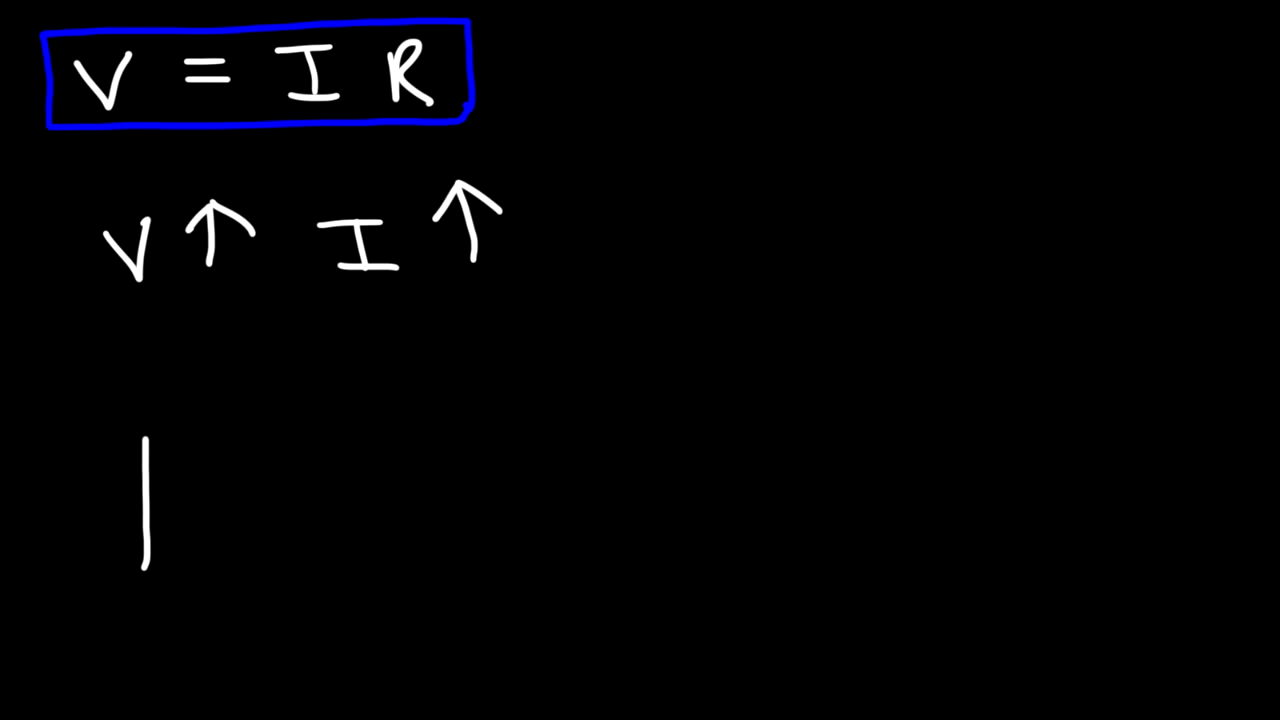 V = I R
V ↑ I ↑